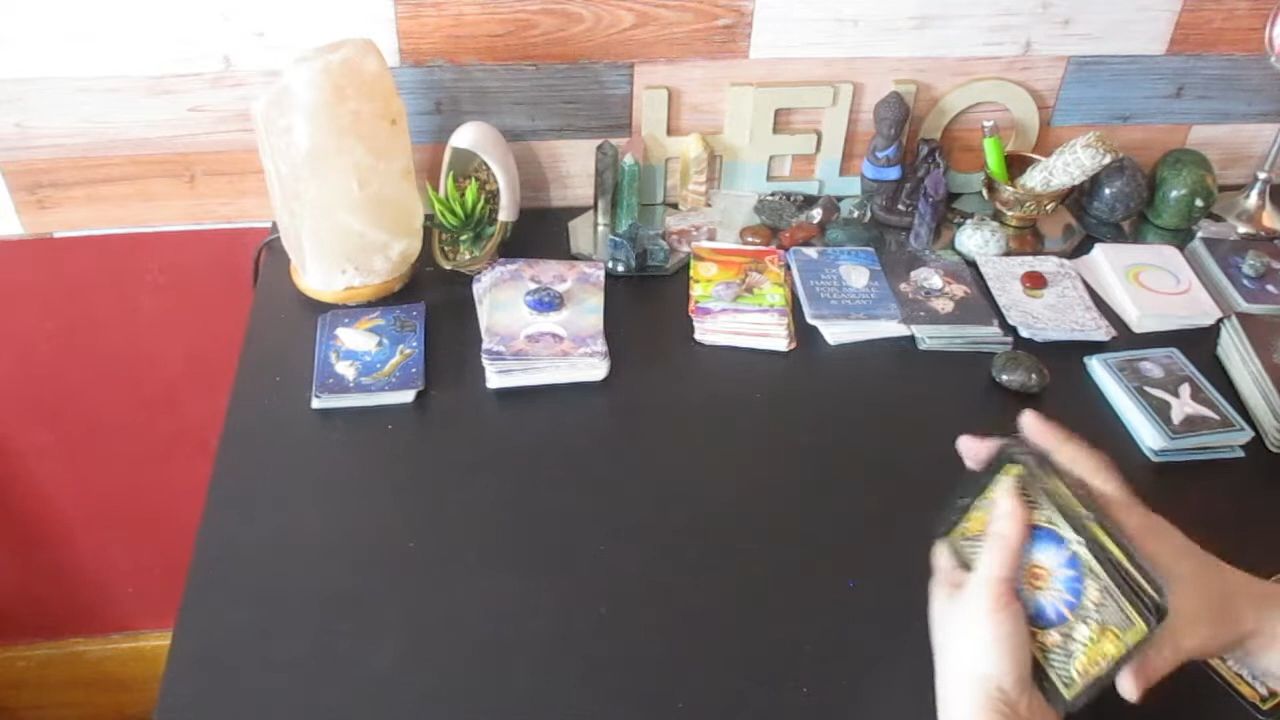 HELLO
DO I
MY
HAVE ROOM
FOR MORE
PLEASURE
& PLAY?